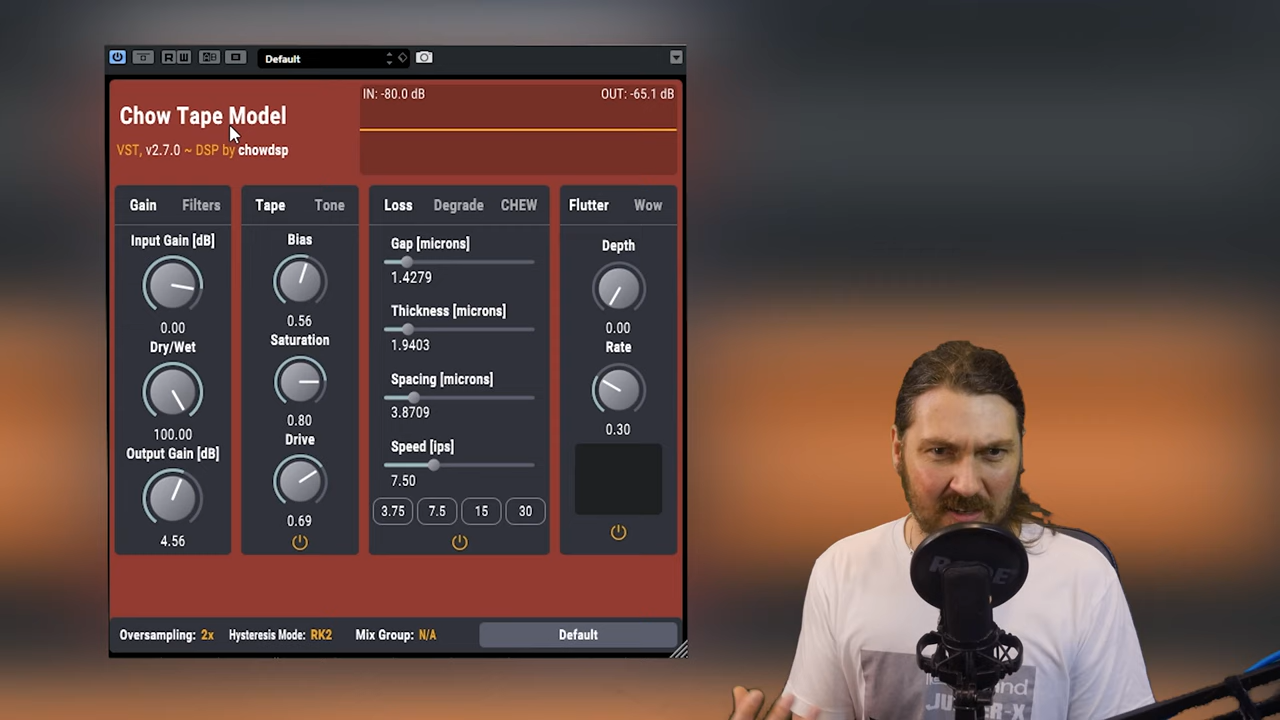 R W
Default
Chow Tape Model
IN: -80.0 dB
OUT: -65.1 dB
VST, v2.7.0 ~ DSP by chowdsp
Gain Filters
Input Gain [dB]
0.00
Dry/Wet
100.00
Output Gain [dB]
4.56
Tape Tone
Bias
0.56
Saturation
0.80
Drive
0.69
Loss Degrade CHEW
Gap [microns]
1.4279
Thickness [microns]
1.9403
Spacing [microns]
3.8709
Speed [ips]
7.50
3.75 7.5 15 30
Flutter Wow
Depth
0.00
Rate
0.30
Oversampling: 2x Hysteresis Mode: RK2 Mix Group: N/A Default